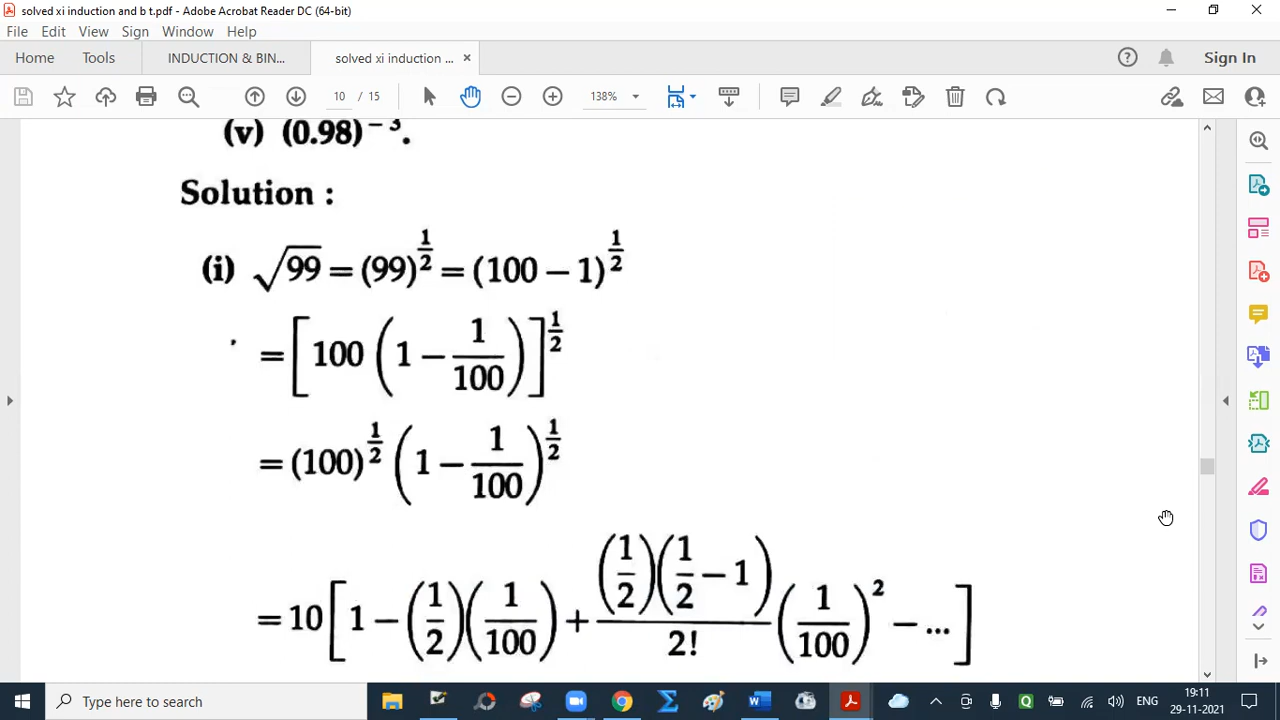 solved xi induction and b t.pdf - Adobe Acrobat Reader DC (64-bit)
File Edit View Sign Window Help
Home Tools INDUCTION & BIN... solved xi induction ... ×
? Sign In
10 / 15 138%
(v) (0.98)⁻³.
Solution :
(i) √99 = (99)^(1/2) = (100 − 1)^(1/2)
= [100 (1 − 1/100)]^(1/2)
= (100)^(1/2) (1 − 1/100)^(1/2)
= 10 [1 − (1/2)(1/100) + (1/2)(1/2 − 1)/2! (1/100)² − ...]
Type here to search
ENG
19:11
29-11-2021